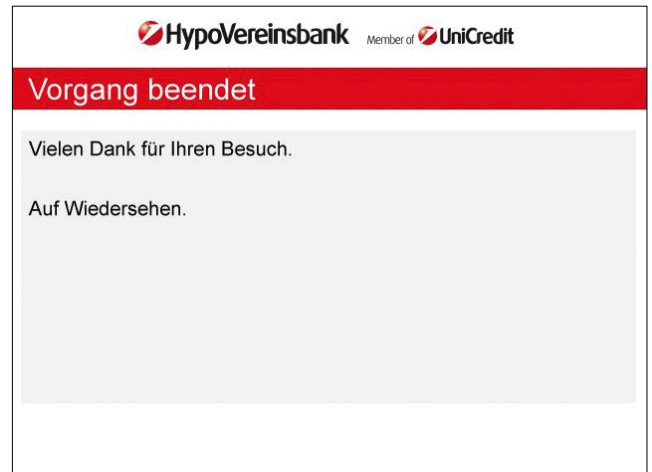 HypoVereinsbank Member of UniCredit
Vorgang beendet
Vielen Dank für Ihren Besuch.
Auf Wiedersehen.